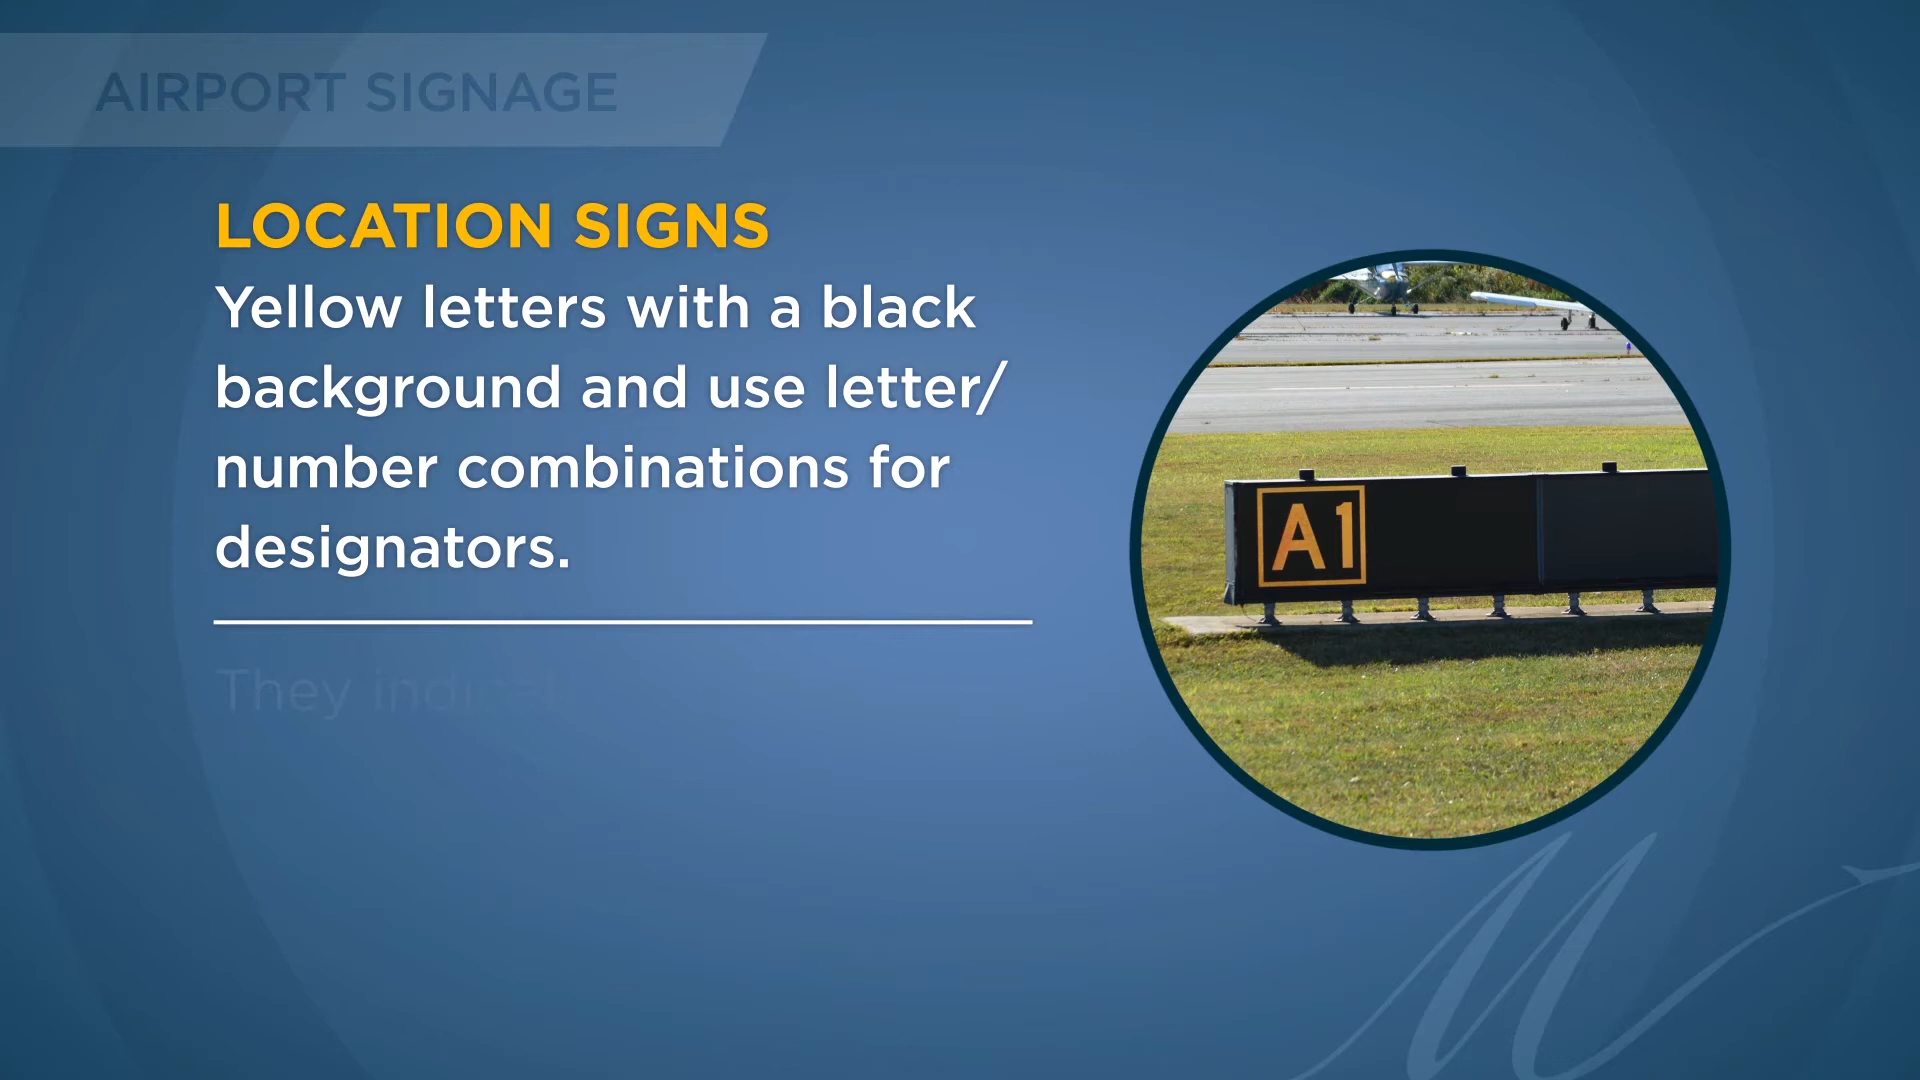 AIRPORT SIGNAGE
LOCATION SIGNS
Yellow letters with a black
background and use letter/
number combinations for
designators.
They
A1